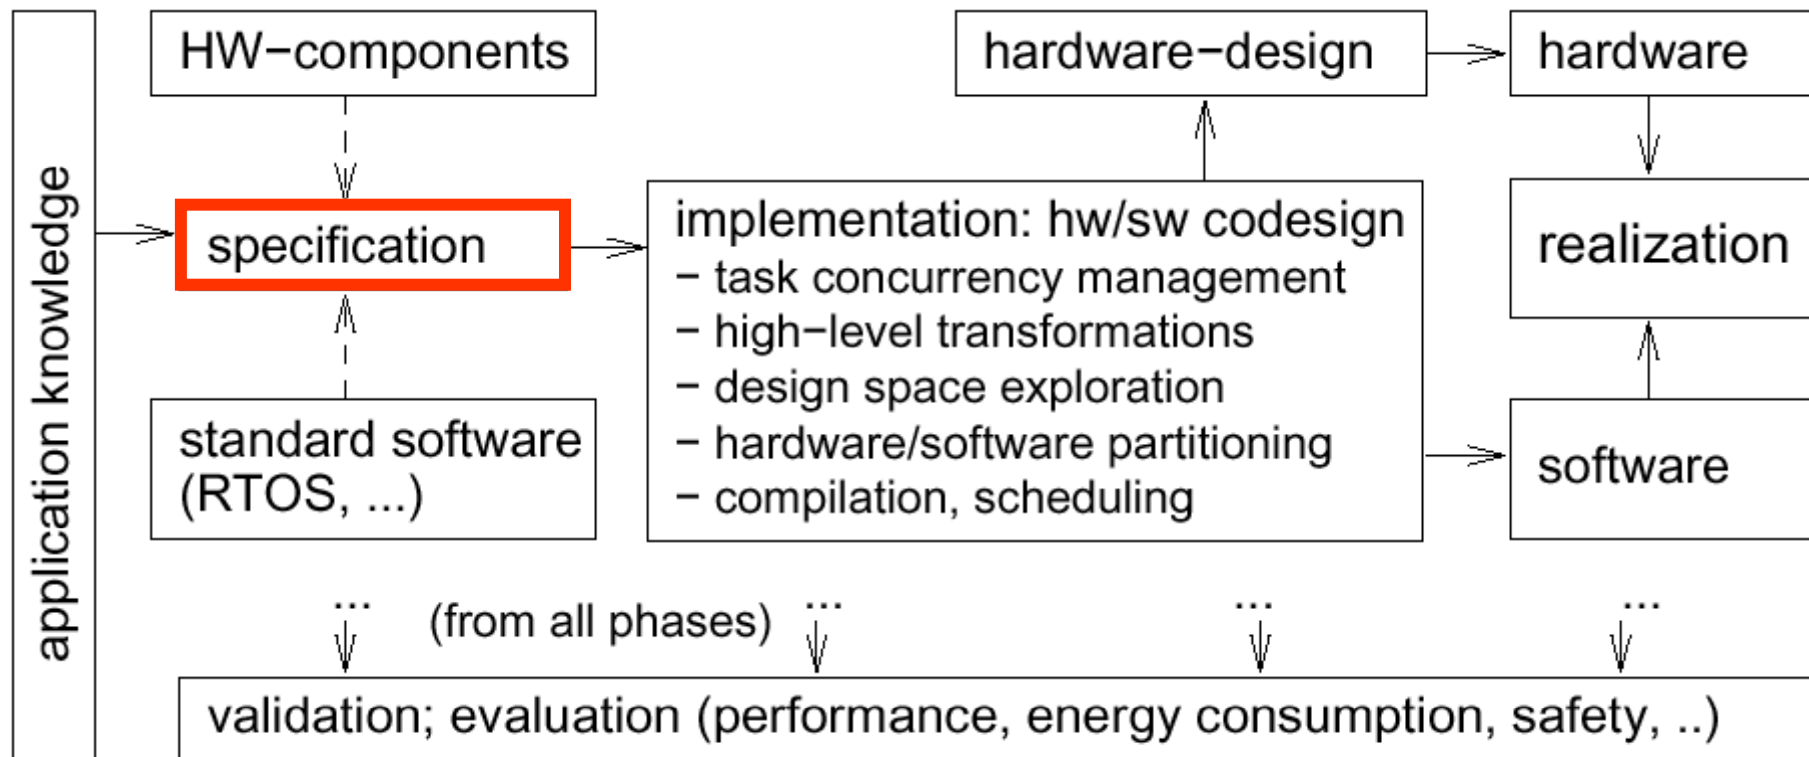 application knowledge
HW−components
hardware−design
hardware
specification
implementation: hw/sw codesign
− task concurrency management
− high−level transformations
− design space exploration
− hardware/software partitioning
− compilation, scheduling
realization
standard software
(RTOS, ...)
software
... (from all phases) ... ... ...
validation; evaluation (performance, energy consumption, safety, ..)